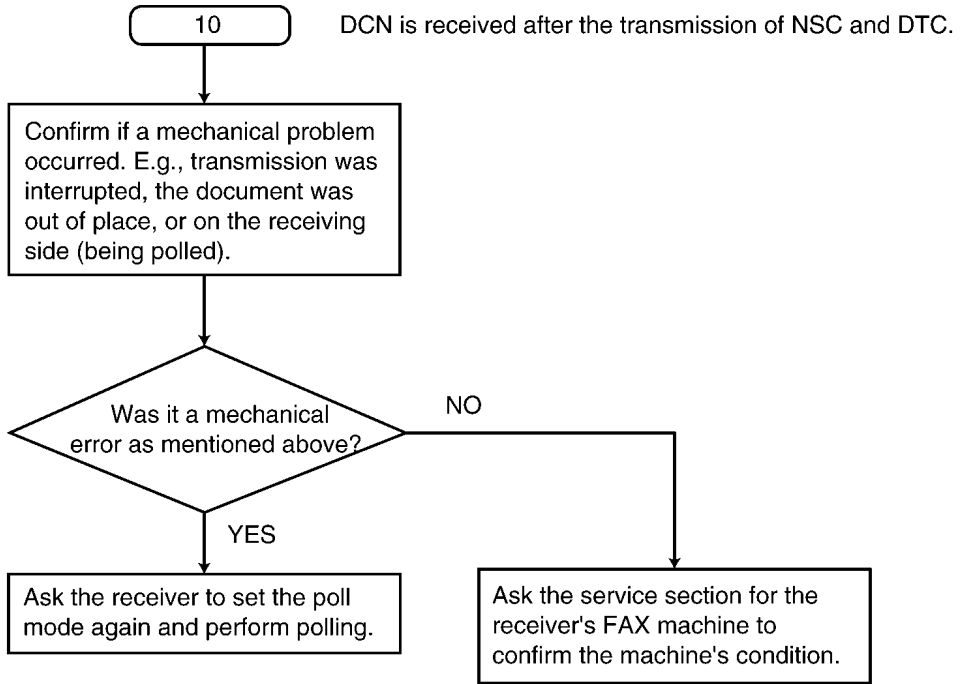 10
DCN is received after the transmission of NSC and DTC.
Confirm if a mechanical problem
occurred. E.g., transmission was
interrupted, the document was
out of place, or on the receiving
side (being polled).
Was it a mechanical
error as mentioned above?
NO
YES
Ask the receiver to set the poll
mode again and perform polling.
Ask the service section for the
receiver's FAX machine to
confirm the machine's condition.